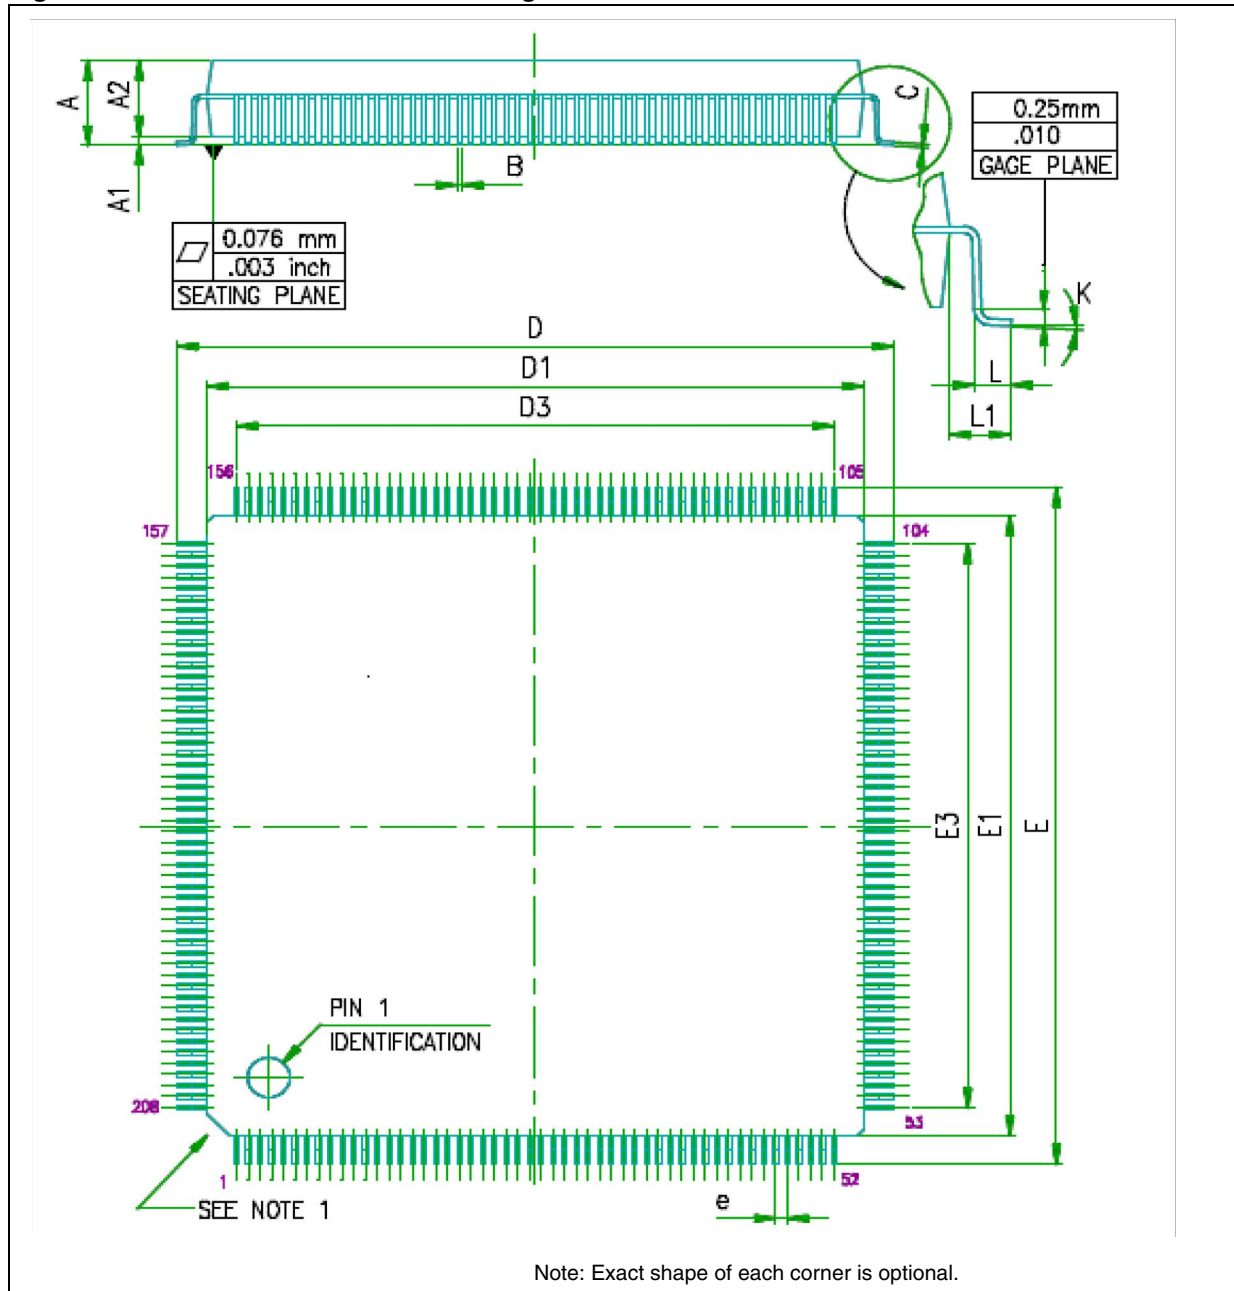 A
A2
A1
B
C
0.25mm
.010
GAGE PLANE
0.076 mm
.003 inch
SEATING PLANE
K
L
L1
D
D1
D3
156
105
157
104
E3
E1
E
PIN 1
IDENTIFICATION
208
53
1
52
e
SEE NOTE 1
Note: Exact shape of each corner is optional.